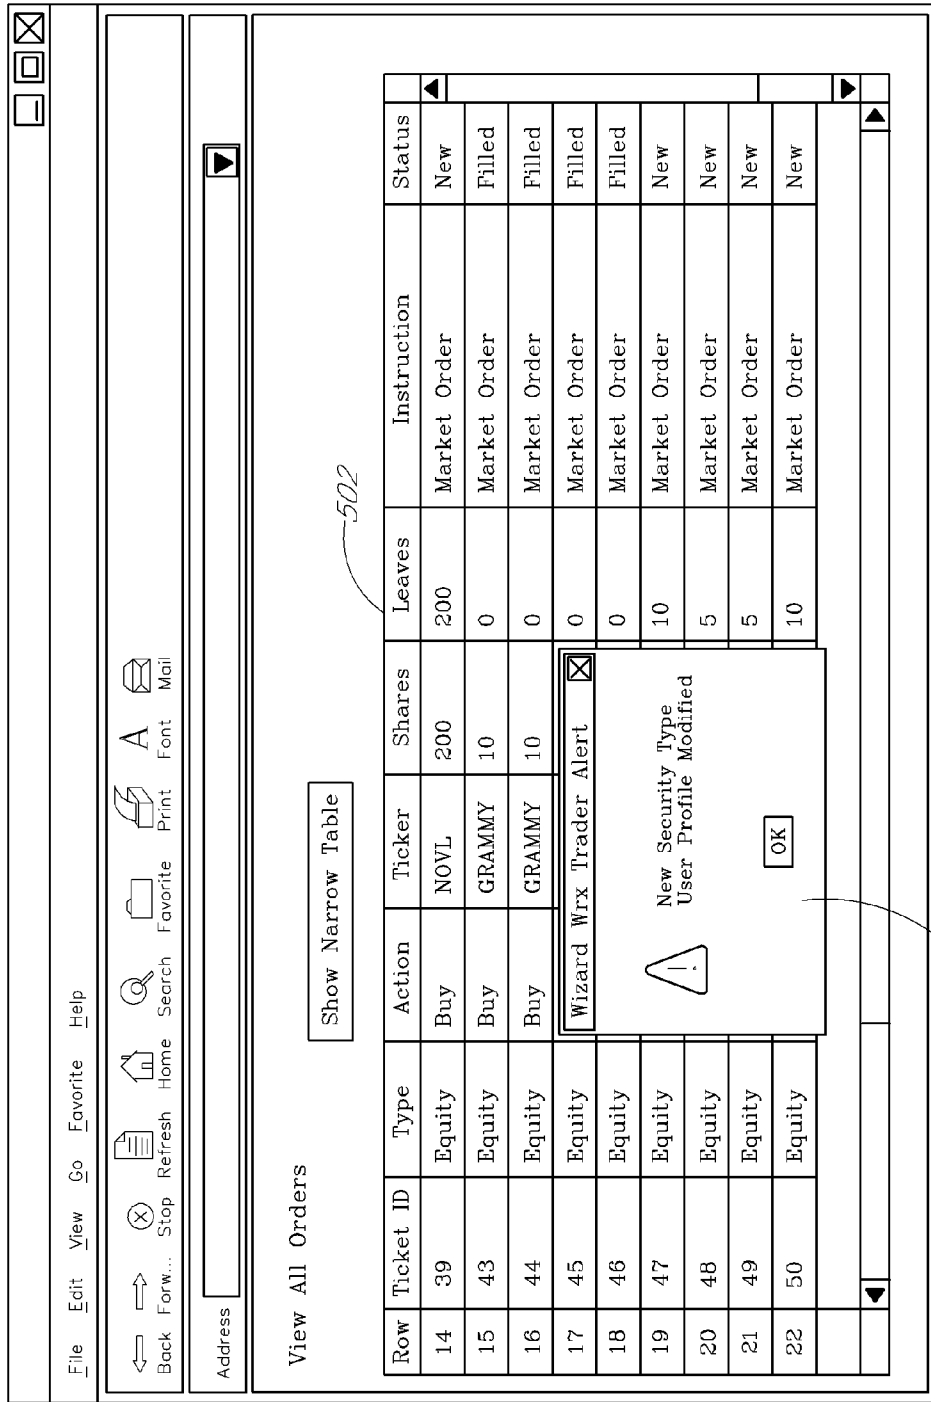 File Edit View Go Favorite Help
Back Forw... Stop Refresh Home Search Favorite Print Font Mail
Address
View All Orders
Show Narrow Table
502
Row Ticket ID Type Action Ticker Shares Leaves Instruction Status
14 39 Equity Buy NOVL 200 200 Market Order New
15 43 Equity Buy GRAMMY 10 0 Market Order Filled
16 44 Equity Buy GRAMMY 10 0 Market Order Filled
17 45 Equity 0 Market Order Filled
18 46 Equity 0 Market Order Filled
19 47 Equity 10 Market Order New
20 48 Equity 5 Market Order New
21 49 Equity 5 Market Order New
22 50 Equity 10 Market Order New
Wizard Wrx Trader Alert
New Security Type
User Profile Modified
OK